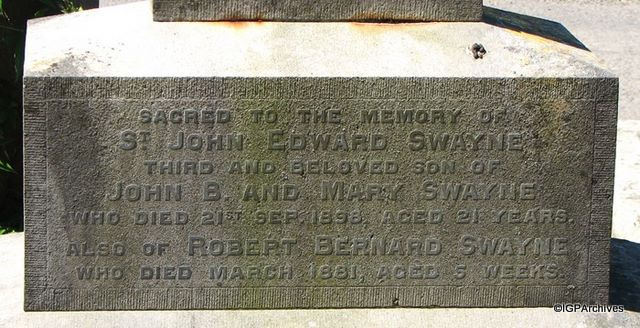 SACRED TO THE MEMORY OF
ST JOHN EDWARD SWAYNE
THIRD AND BELOVED SON OF
JOHN B. AND MARY SWAYNE
WHO DIED 21ST SEP. 1898, AGED 21 YEARS.
ALSO OF ROBERT BERNARD SWAYNE
WHO DIED MARCH 1881, AGED 5 WEEKS.
©IGPArchives